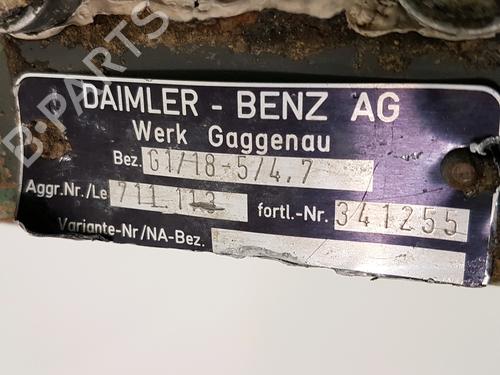 DAIMLER - BENZ AG
Werk Gaggenau
Bez. G1/18-5/4,7
Aggr.Nr./Le 711.113 fortl.-Nr. 341255
Variante-Nr/NA-Bez.
B-PARTS